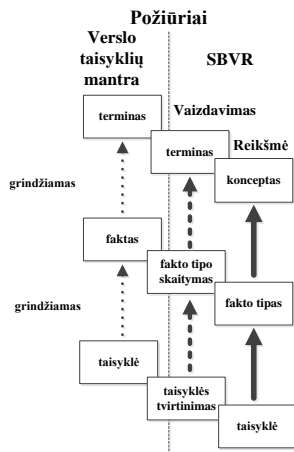 Požiūriai
Verslo
taisyklių
mantra
SBVR
Vaizdavimas
Reikšmė
terminas
terminas
konceptas
grindžiamas
faktas
fakto tipo
skaitymas
fakto tipas
grindžiamas
taisyklė
taisyklės
tvirtinimas
taisyklė